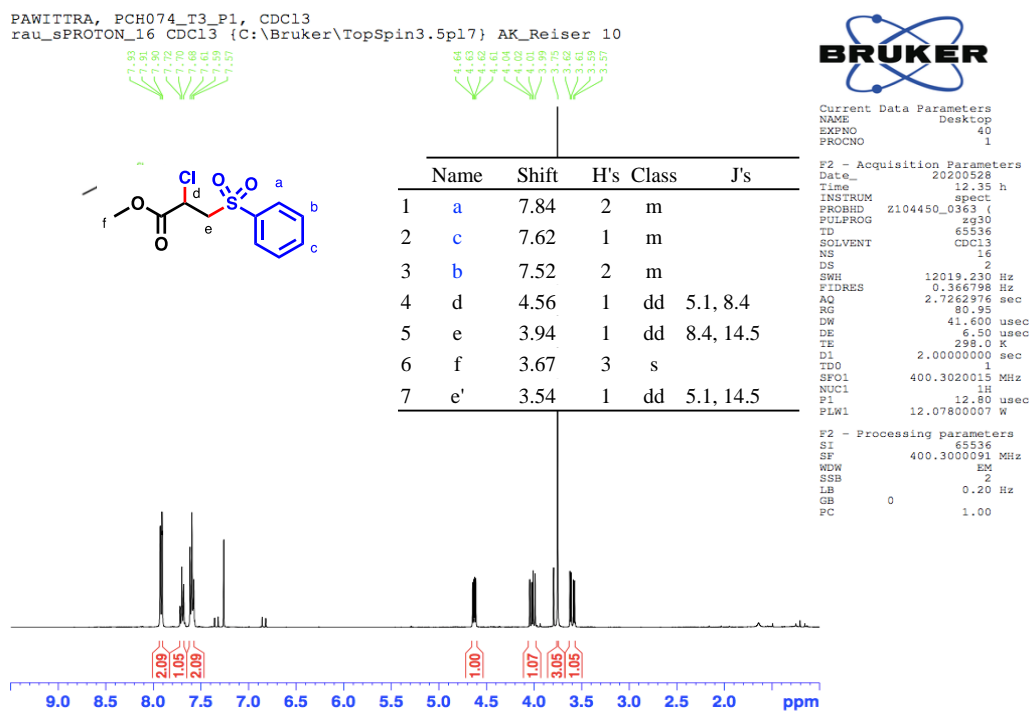 PAWITTRA, PCH074_T3_P1, CDCl3
rau_sPROTON_16 CDCl3 {C:\Bruker\TopSpin3.5pl7} AK_Reiser 10
7.93
7.91
7.90
7.72
7.70
7.68
7.61
7.59
7.57
4.64
4.63
4.62
4.61
4.04
4.02
4.01
3.99
3.75
3.62
3.61
3.59
3.57
BRUKER
Current Data Parameters
NAME Desktop
EXPNO 40
PROCNO 1
F2 - Acquisition Parameters
Date_ 20200528
Time 12.35 h
INSTRUM spect
PROBHD Z104450_0363 (
PULPROG zg30
TD 65536
SOLVENT CDCl3
NS 16
DS 2
SWH 12019.230 Hz
FIDRES 0.366798 Hz
AQ 2.7262976 sec
RG 80.95
DW 41.600 usec
DE 6.50 usec
TE 298.0 K
D1 2.00000000 sec
TD0 1
SFO1 400.3020015 MHz
NUC1 1H
P1 12.80 usec
PLW1 12.07800007 W
F2 - Processing parameters
SI 65536
SF 400.3000091 MHz
WDW EM
SSB 2
LB 0.20 Hz
GB 0
PC 1.00
Cl
d
O O
S
a
b
c
O
f
e
O
Name Shift H's Class J's
1 a 7.84 2 m
2 c 7.62 1 m
3 b 7.52 2 m
4 d 4.56 1 dd 5.1, 8.4
5 e 3.94 1 dd 8.4, 14.5
6 f 3.67 3 s
7 e' 3.54 1 dd 5.1, 14.5
2.09
1.05
2.09
1.00
1.07
3.05
1.05
9.0 8.5 8.0 7.5 7.0 6.5 6.0 5.5 5.0 4.5 4.0 3.5 3.0 2.5 2.0 ppm